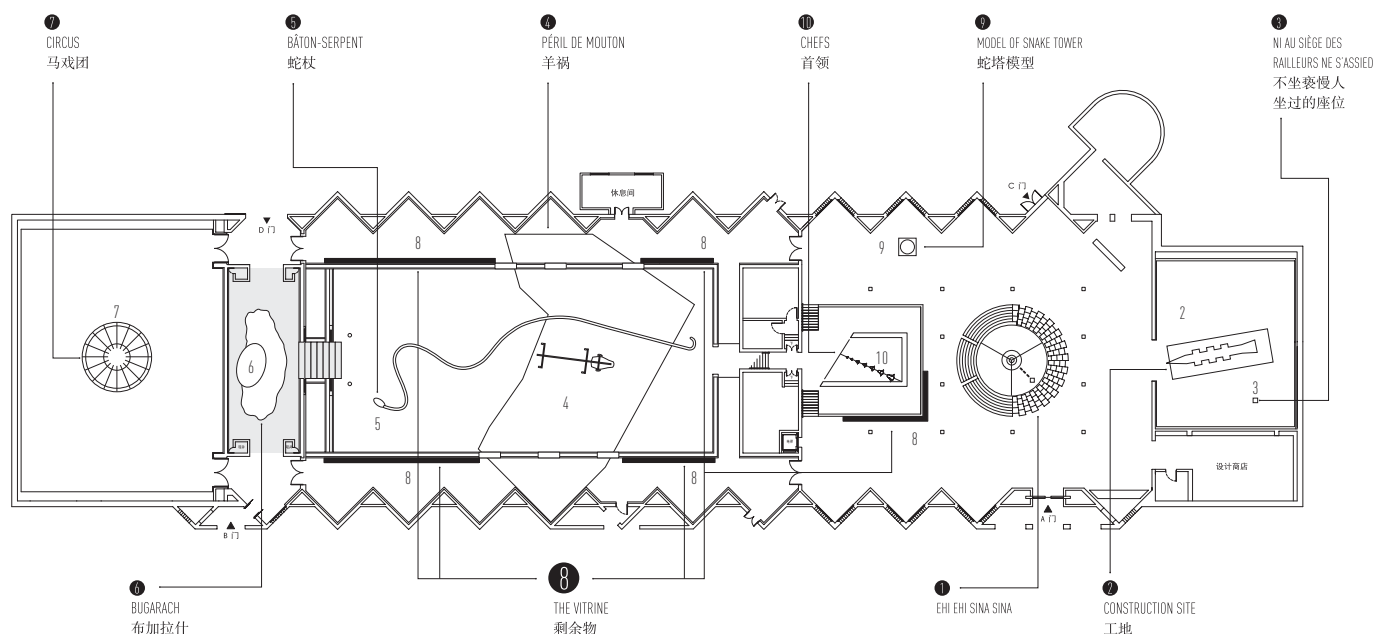 7
CIRCUS
马戏团
5
BÂTON-SERPENT
蛇杖
4
PÉRIL DE MOUTON
羊祸
10
CHEFS
首领
9
MODEL OF SNAKE TOWER
蛇塔模型
3
NI AU SIÈGE DES
RAILLEURS NE S'ASSIED
不坐亵慢人
坐过的座位
休息间
C 门
D 门
8
8
9
7
2
6
10
3
4
5
8
8
8
设计商店
B 门
A 门
6
BUGARACH
布加拉什
8
THE VITRINE
剩余物
1
EHI EHI SINA SINA
2
CONSTRUCTION SITE
工地